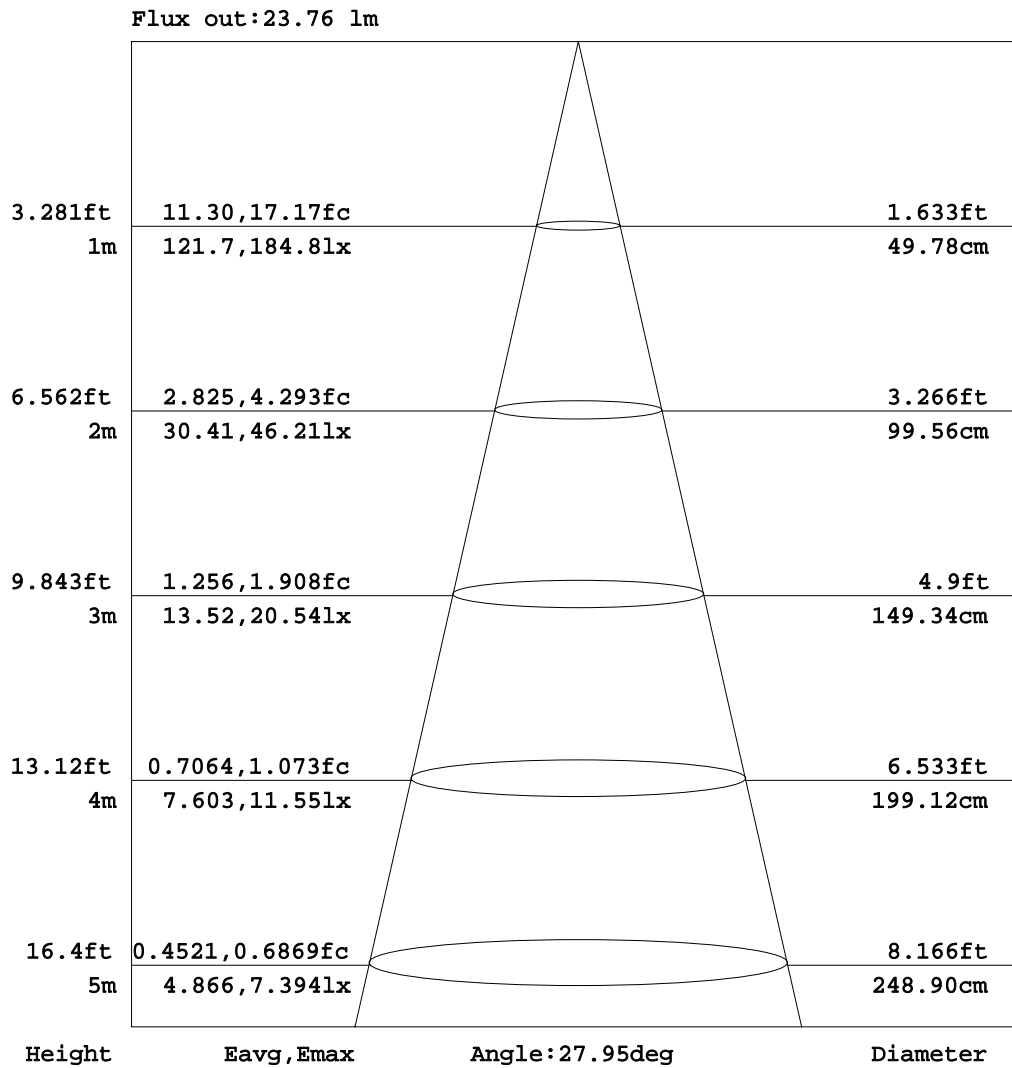 Flux out:23.76 lm
3.281ft 11.30,17.17fc 1.633ft
1m 121.7,184.8lx 49.78cm
6.562ft 2.825,4.293fc 3.266ft
2m 30.41,46.21lx 99.56cm
9.843ft 1.256,1.908fc 4.9ft
3m 13.52,20.54lx 149.34cm
13.12ft 0.7064,1.073fc 6.533ft
4m 7.603,11.55lx 199.12cm
16.4ft 0.4521,0.6869fc 8.166ft
5m 4.866,7.394lx 248.90cm
Height Eavg,Emax Angle:27.95deg Diameter